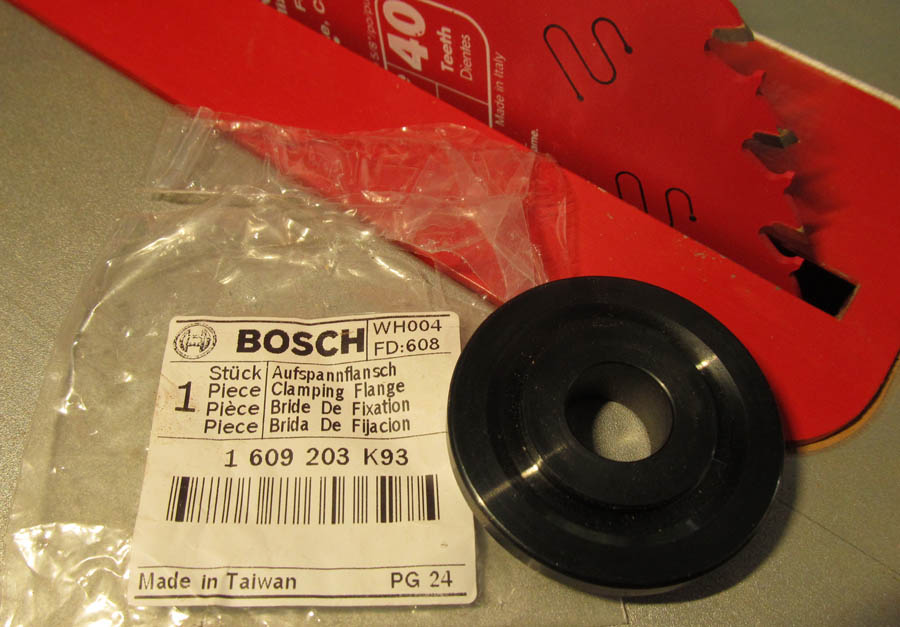 40
Teeth
Dientes
Made in Italy
BOSCH
WH004
FD:608
1
Stück Aufspannflansch
Piece Clamping Flange
Pièce Bride De Fixation
Piece Brida De Fijacion
1 609 203 K93
Made in Taiwan PG 24